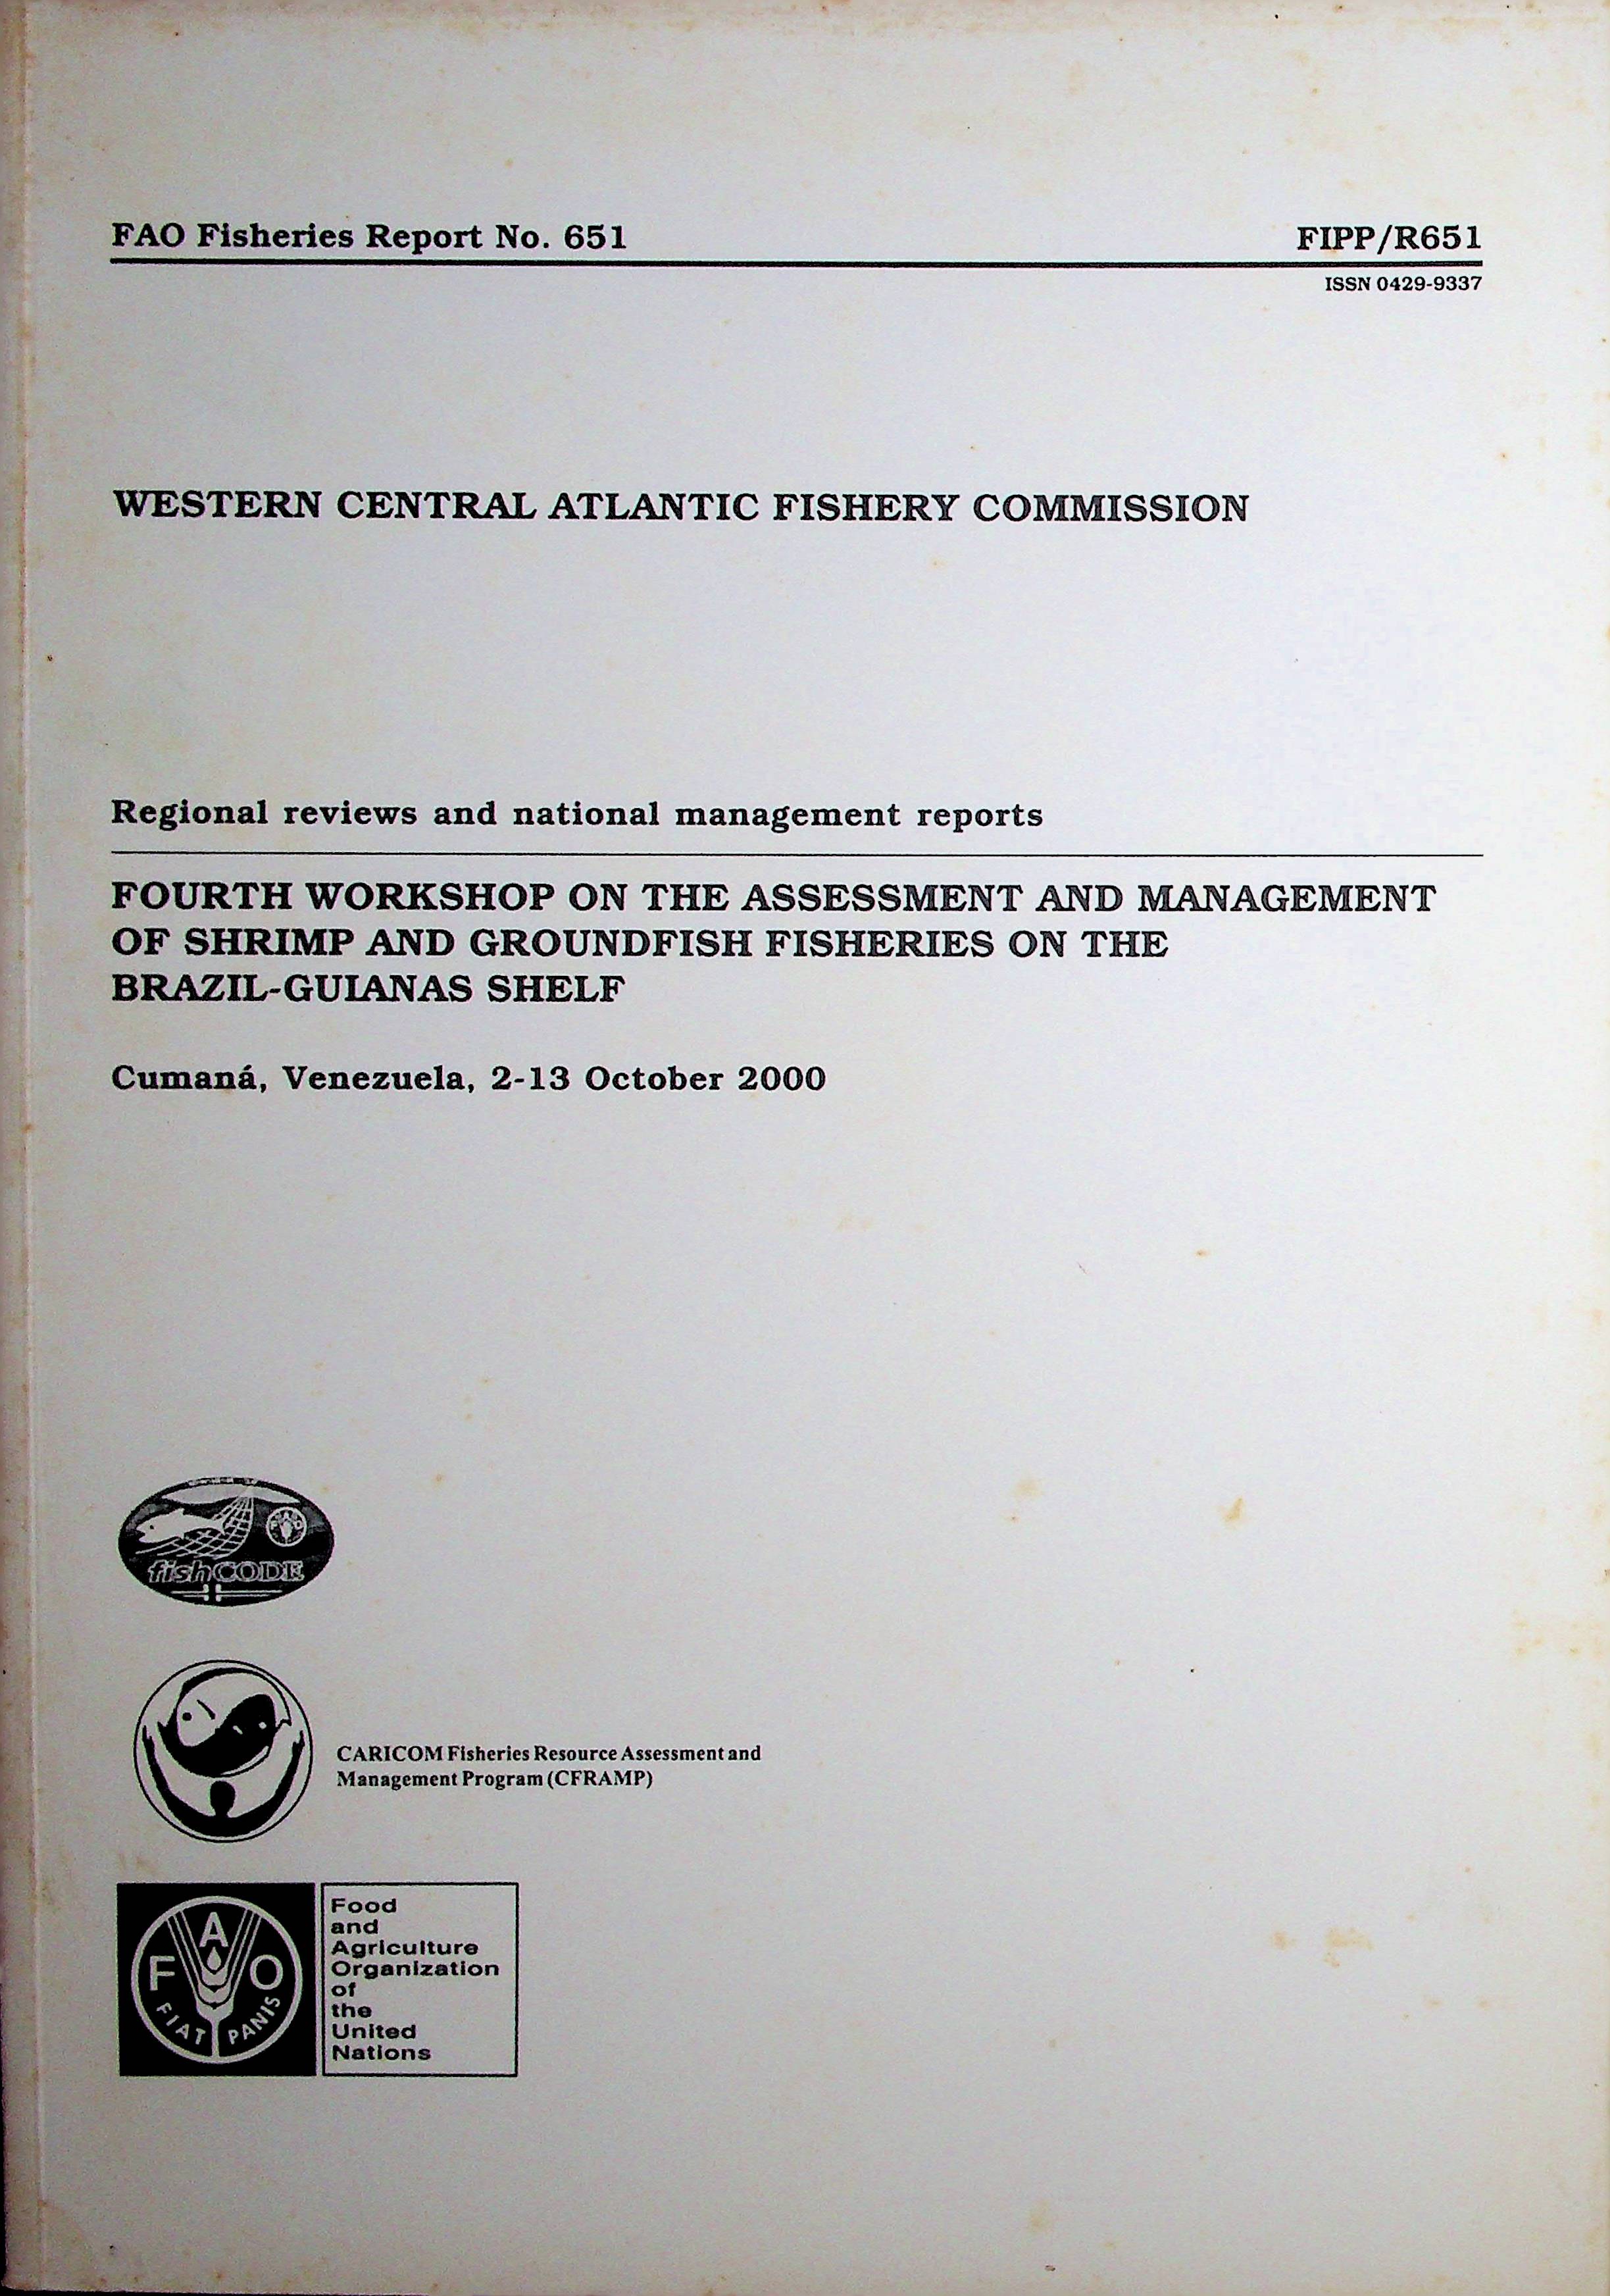 FAO Fisheries Report No. 651
FIPP/R651
ISSN 0429-9337
WESTERN CENTRAL ATLANTIC FISHERY COMMISSION
Regional reviews and national management reports
FOURTH WORKSHOP ON THE ASSESSMENT AND MANAGEMENT
OF SHRIMP AND GROUNDFISH FISHERIES ON THE
BRAZIL-GUIANAS SHELF
Cumaná, Venezuela, 2-13 October 2000
fishCODE
CARICOM Fisheries Resource Assessment and
Management Program (CFRAMP)
F A O
FIAT PANIS
Food
and
Agriculture
Organization
of
the
United
Nations